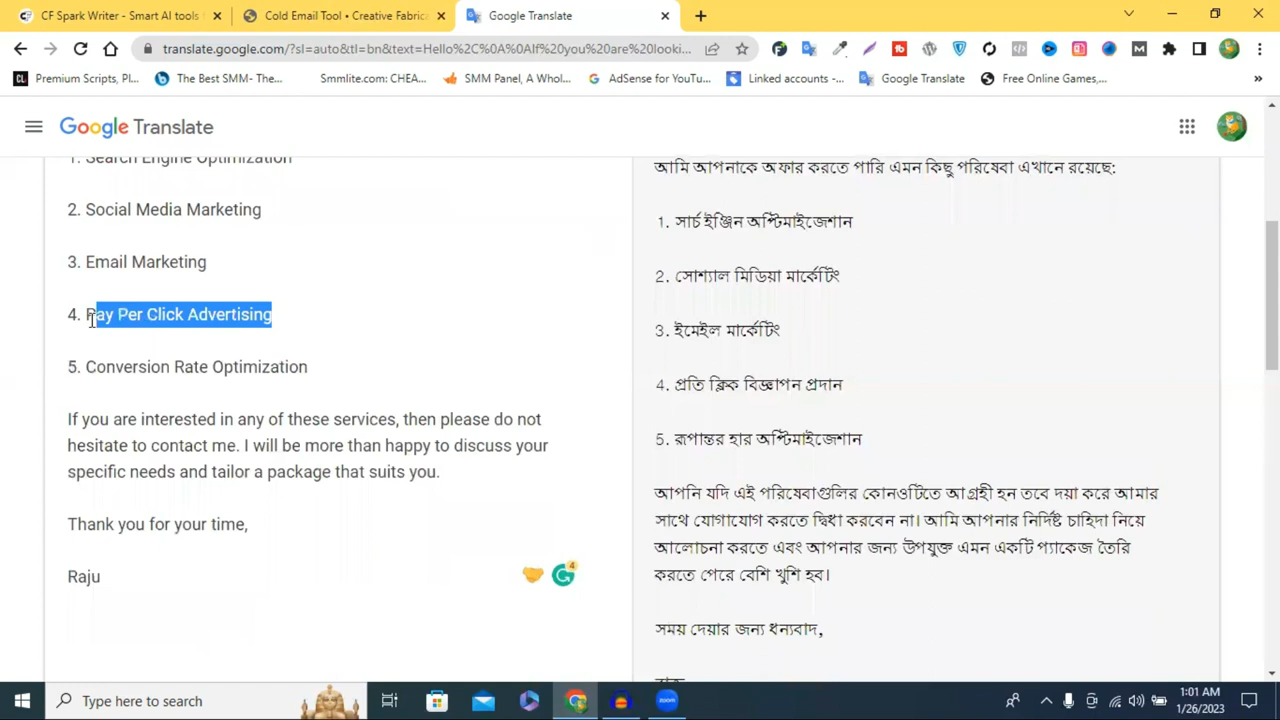 CF Spark Writer - Smart AI tools
Cold Email Tool • Creative Fabric
Google Translate
translate.google.com/?sl=auto&tl=bn&text=Hello%2C%0A%0AIf%20you%20are%20looki...
Premium Scripts, Pl...
The Best SMM- The...
Smmlite.com: CHEA...
SMM Panel, A Whol...
AdSense for YouTu...
Linked accounts -...
Google Translate
Free Online Games,...
Google Translate
1. Search Engine Optimization
2. Social Media Marketing
3. Email Marketing
4. Pay Per Click Advertising
5. Conversion Rate Optimization
If you are interested in any of these services, then please do not
hesitate to contact me. I will be more than happy to discuss your
specific needs and tailor a package that suits you.
Thank you for your time,
Raju
4
আমি আপনাকে অফার করতে পারি এমন কিছু পরিষেবা এখানে রয়েছে:
1. সার্চ ইঞ্জিন অপ্টিমাইজেশান
2. সোশ্যাল মিডিয়া মার্কেটিং
3. ইমেইল মার্কেটিং
4. প্রতি ক্লিক বিজ্ঞাপন প্রদান
5. রূপান্তর হার অপ্টিমাইজেশান
আপনি যদি এই পরিষেবাগুলির কোনওটিতে আগ্রহী হন তবে দয়া করে আমার
সাথে যোগাযোগ করতে দ্বিধা করবেন না। আমি আপনার নির্দিষ্ট চাহিদা নিয়ে
আলোচনা করতে এবং আপনার জন্য উপযুক্ত এমন একটি প্যাকেজ তৈরি
করতে পেরে বেশি খুশি হব।
সময় দেয়ার জন্য ধন্যবাদ,
Type here to search
1:01 AM
1/26/2023